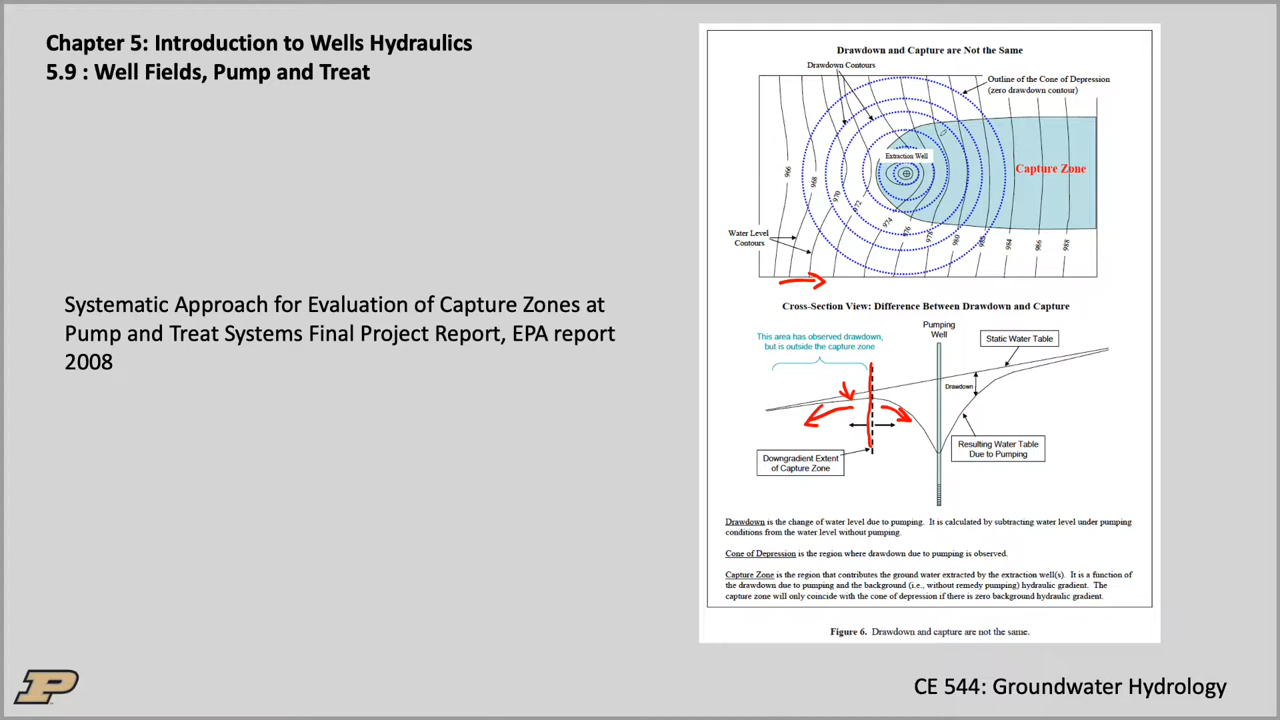 Chapter 5: Introduction to Wells Hydraulics
5.9 : Well Fields, Pump and Treat
Systematic Approach for Evaluation of Capture Zones at
Pump and Treat Systems Final Project Report, EPA report
2008
Drawdown and Capture are Not the Same
Drawdown Contours
Outline of the Cone of Depression
(zero drawdown contour)
Extraction Well
Capture Zone
966
968
970
972
974
976
978
980
984
986
988
Water Level
Contours
Cross-Section View: Difference Between Drawdown and Capture
This area has observed drawdown,
but is outside the capture zone
Pumping
Well
Static Water Table
Drawdown
Resulting Water Table
Due to Pumping
Downgradient Extent
of Capture Zone
Drawdown is the change of water level due to pumping. It is calculated by subtracting water level under pumping
conditions from the water level without pumping.
Cone of Depression is the region where drawdown due to pumping is observed.
Capture Zone is the region that contributes the ground water extracted by the extraction well(s). It is a function of
the drawdown due to pumping and the background (i.e., without remedy pumping) hydraulic gradient. The
capture zone will only coincide with the cone of depression if there is zero background hydraulic gradient.
Figure 6. Drawdown and capture are not the same.
P
CE 544: Groundwater Hydrology